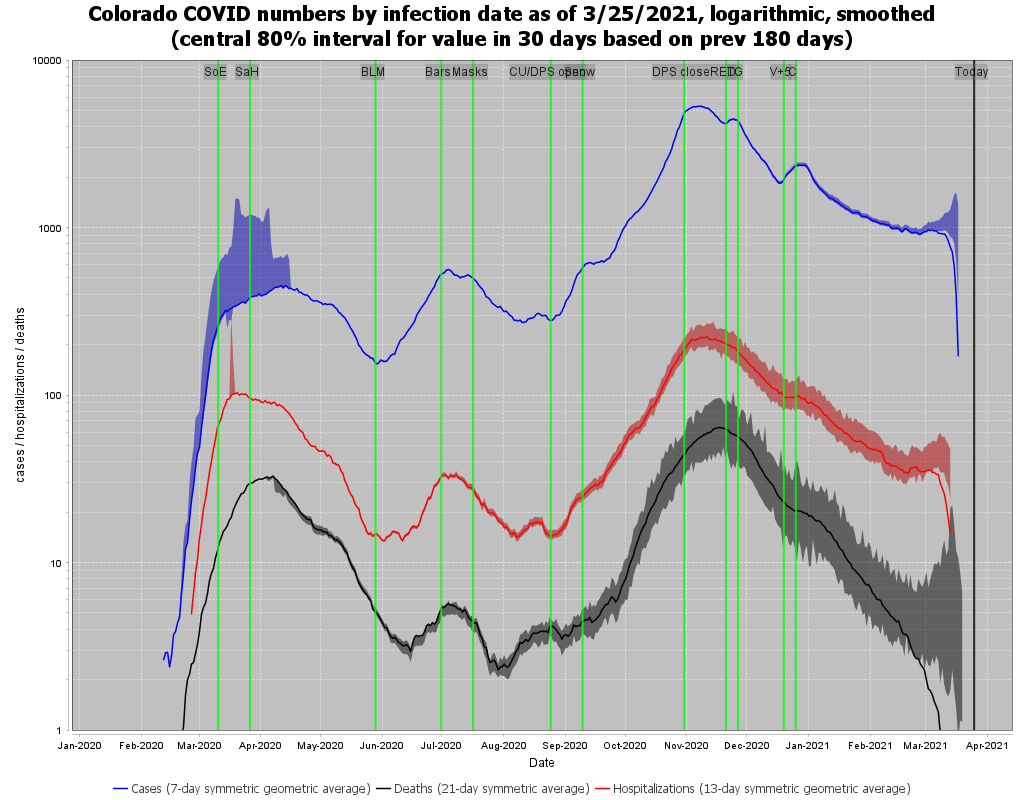 Colorado COVID numbers by infection date as of 3/25/2021, logarithmic, smoothed
(central 80% interval for value in 30 days based on prev 180 days)
SoE SaH BLM Bars Masks CU/DPS open Snow DPS close RED TG V+5 C Today
10000
1000
100
10
1
cases / hospitalizations / deaths
Jan-2020 Feb-2020 Mar-2020 Apr-2020 May-2020 Jun-2020 Jul-2020 Aug-2020 Sep-2020 Oct-2020 Nov-2020 Dec-2020 Jan-2021 Feb-2021 Mar-2021 Apr-2021
Date
Cases (7-day symmetric geometric average) Deaths (21-day symmetric geometric average) Hospitalizations (13-day symmetric geometric average)